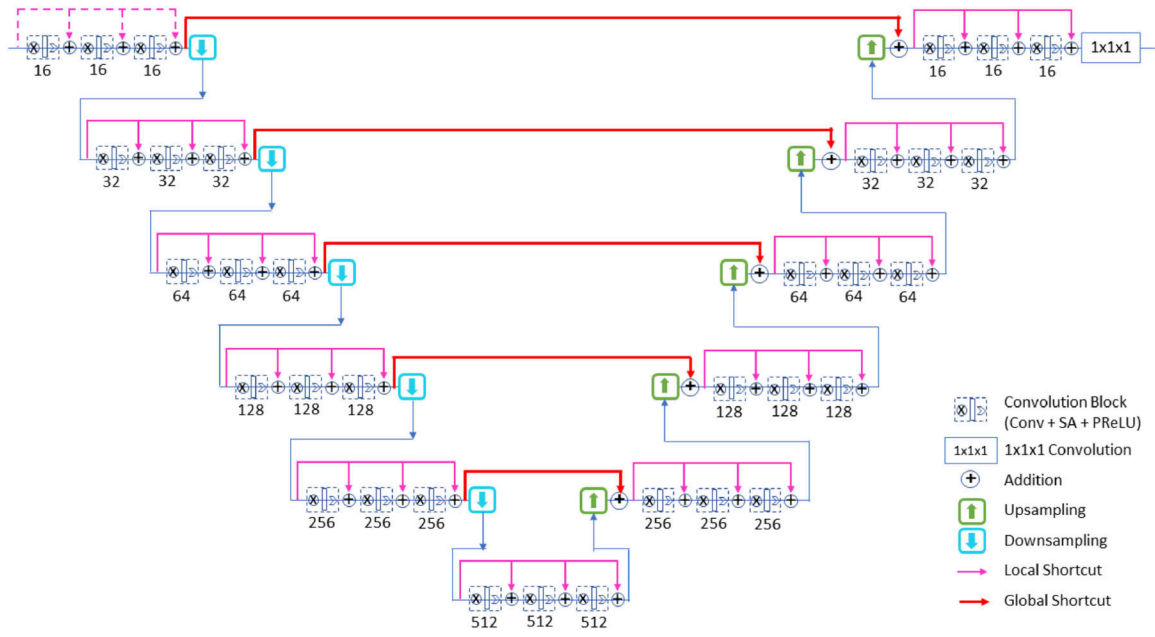 16 16 16
16 16 16
1x1x1
32 32 32
32 32 32
64 64 64
64 64 64
128 128 128
128 128 128
256 256 256
256 256 256
512 512 512
Convolution Block
(Conv + SA + PReLU)
1x1x1 1x1x1 Convolution
Addition
Upsampling
Downsampling
Local Shortcut
Global Shortcut